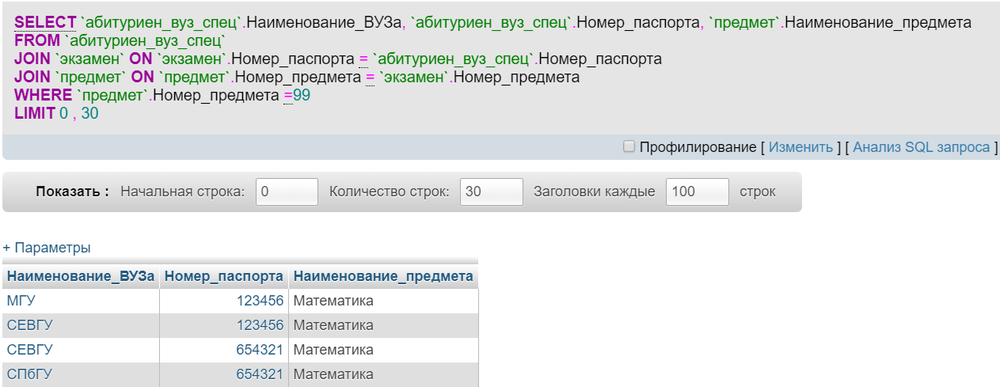 SELECT `абитуриен_вуз_спец`.Наименование_ВУЗа, `абитуриен_вуз_спец`.Номер_паспорта, `предмет`.Наименование_предмета
FROM `абитуриен_вуз_спец`
JOIN `экзамен` ON `экзамен`.Номер_паспорта = `абитуриен_вуз_спец`.Номер_паспорта
JOIN `предмет` ON `предмет`.Номер_предмета = `экзамен`.Номер_предмета
WHERE `предмет`.Номер_предмета =99
LIMIT 0 , 30
Профилирование [ Изменить ] [ Анализ SQL запроса ]
Показать : Начальная строка: 0 Количество строк: 30 Заголовки каждые 100 строк
+ Параметры
Наименование_ВУЗа Номер_паспорта Наименование_предмета
МГУ 123456 Математика
СЕВГУ 123456 Математика
СЕВГУ 654321 Математика
СПбГУ 654321 Математика